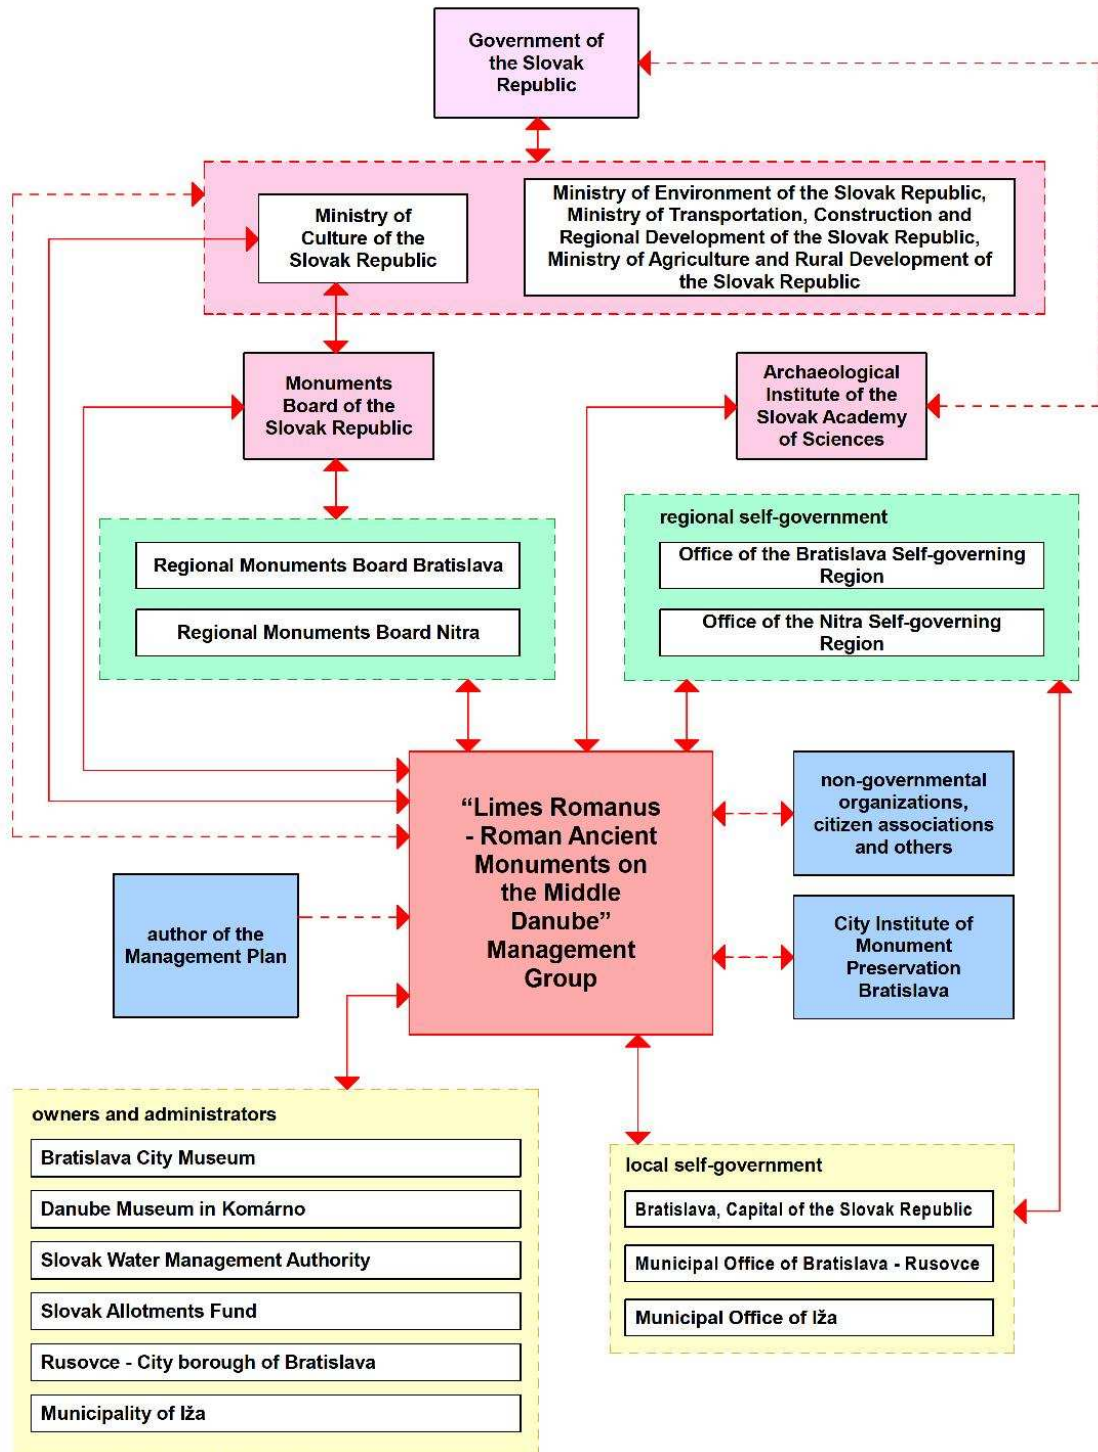 Government of
the Slovak
Republic
Ministry of
Culture of the
Slovak Republic
Ministry of Environment of the Slovak Republic,
Ministry of Transportation, Construction and
Regional Development of the Slovak Republic,
Ministry of Agriculture and Rural Development of
the Slovak Republic
Monuments
Board of the
Slovak Republic
Archaeological
Institute of the
Slovak Academy
of Sciences
Regional Monuments Board Bratislava
Regional Monuments Board Nitra
regional self-government
Office of the Bratislava Self-governing
Region
Office of the Nitra Self-governing
Region
“Limes Romanus
- Roman Ancient
Monuments on
the Middle
Danube”
Management
Group
non-governmental
organizations,
citizen associations
and others
author of the
Management Plan
City Institute of
Monument
Preservation
Bratislava
owners and administrators
Bratislava City Museum
Danube Museum in Komárno
Slovak Water Management Authority
Slovak Allotments Fund
Rusovce - City borough of Bratislava
Municipality of Iža
local self-government
Bratislava, Capital of the Slovak Republic
Municipal Office of Bratislava - Rusovce
Municipal Office of Iža